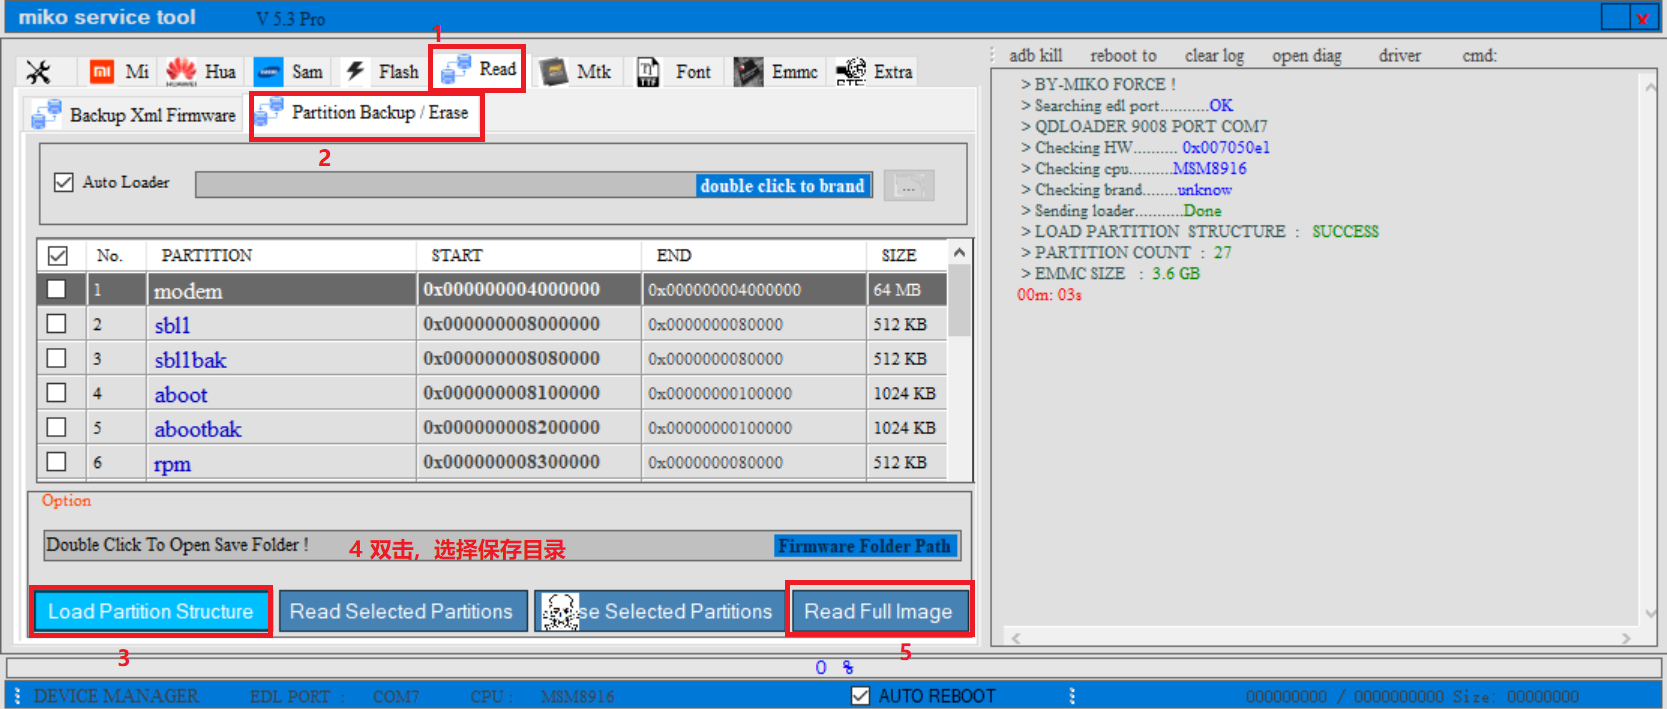 miko service tool V 5.3 Pro
1
Mi Hua Sam Flash Read Mtk Font Emmc Extra
Backup Xml Firmware Partition Backup / Erase
2
Auto Loader double click to brand ...
No. PARTITION START END SIZE
1 modem 0x000000004000000 0x000000004000000 64 MB
2 sbl1 0x000000008000000 0x0000000080000 512 KB
3 sbl1bak 0x000000008080000 0x0000000080000 512 KB
4 aboot 0x000000008100000 0x00000000100000 1024 KB
5 abootbak 0x000000008200000 0x00000000100000 1024 KB
6 rpm 0x000000008300000 0x0000000080000 512 KB
Option
Double Click To Open Save Folder ! 4 双击，选择保存目录 Firmware Folder Path
Load Partition Structure Read Selected Partitions se Selected Partitions Read Full Image
3 5
adb kill reboot to clear log open diag driver cmd:
> BY-MIKO FORCE !
> Searching edl port...........OK
> QDLOADER 9008 PORT COM7
> Checking HW.......... 0x007050e1
> Checking cpu..........MSM8916
> Checking brand........unknow
> Sending loader...........Done
> LOAD PARTITION STRUCTURE : SUCCESS
> PARTITION COUNT : 27
> EMMC SIZE : 3.6 GB
00m: 03s
0 %
DEVICE MANAGER EDL PORT : COM7 CPU : MSM8916 AUTO REBOOT 000000000 / 0000000000 Size: 00000000